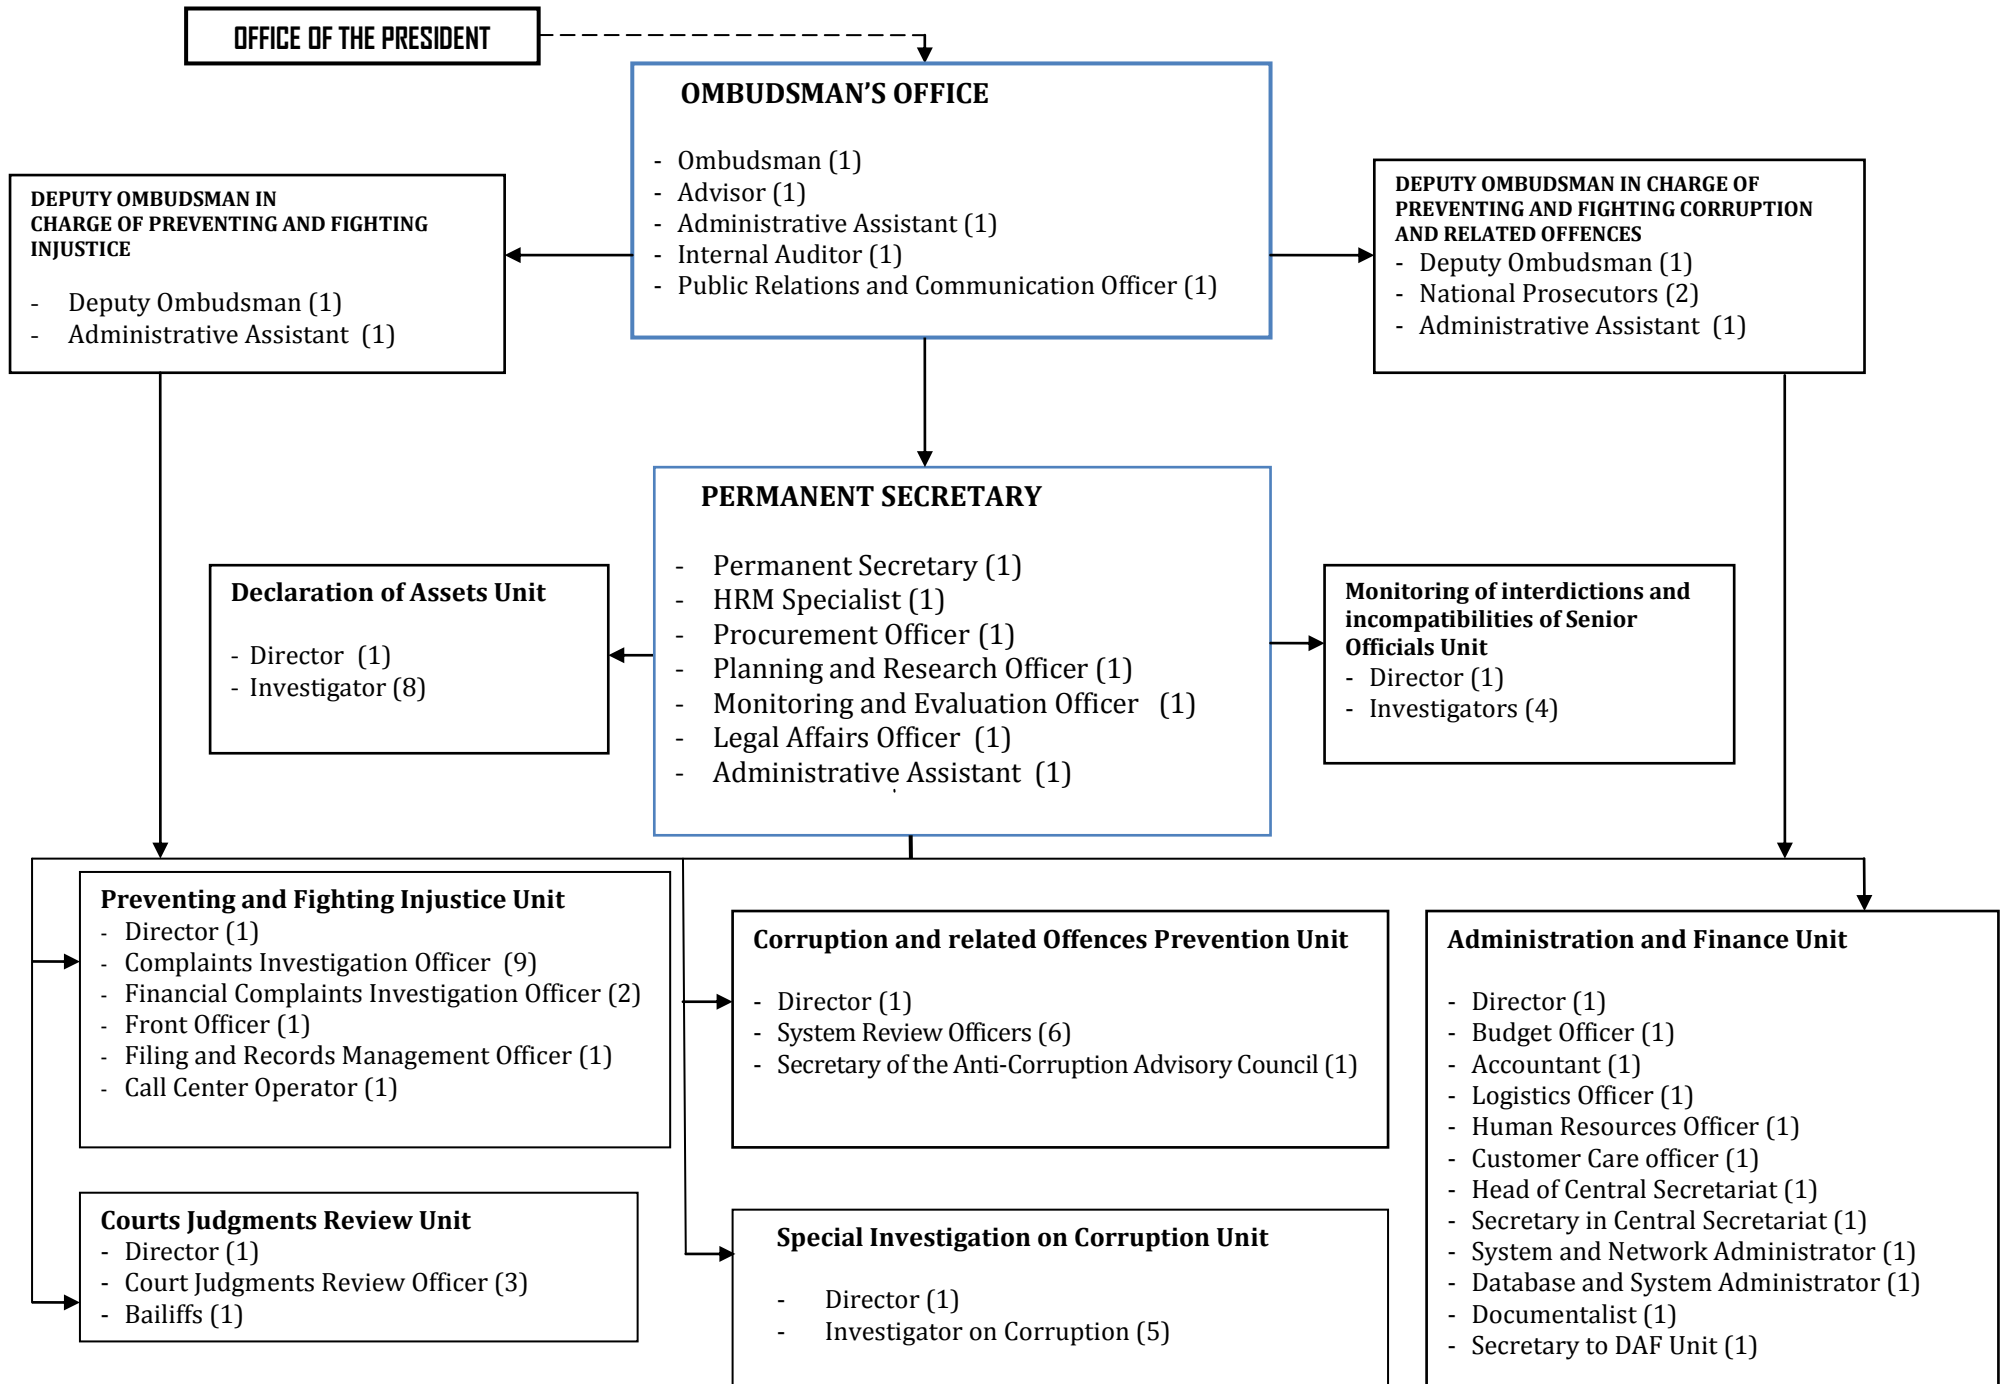 OFFICE OF THE PRESIDENT
OMBUDSMAN’S OFFICE
- Ombudsman (1)
- Advisor (1)
- Administrative Assistant (1)
- Internal Auditor (1)
- Public Relations and Communication Officer (1)
DEPUTY OMBUDSMAN IN
CHARGE OF PREVENTING AND FIGHTING
INJUSTICE
- Deputy Ombudsman (1)
- Administrative Assistant (1)
DEPUTY OMBUDSMAN IN CHARGE OF
PREVENTING AND FIGHTING CORRUPTION
AND RELATED OFFENCES
- Deputy Ombudsman (1)
- National Prosecutors (2)
- Administrative Assistant (1)
PERMANENT SECRETARY
- Permanent Secretary (1)
- HRM Specialist (1)
- Procurement Officer (1)
- Planning and Research Officer (1)
- Monitoring and Evaluation Officer (1)
- Legal Affairs Officer (1)
- Administrative Assistant (1)
Declaration of Assets Unit
- Director (1)
- Investigator (8)
Monitoring of interdictions and
incompatibilities of Senior
Officials Unit
- Director (1)
- Investigators (4)
Preventing and Fighting Injustice Unit
- Director (1)
- Complaints Investigation Officer (9)
- Financial Complaints Investigation Officer (2)
- Front Officer (1)
- Filing and Records Management Officer (1)
- Call Center Operator (1)
Courts Judgments Review Unit
- Director (1)
- Court Judgments Review Officer (3)
- Bailiffs (1)
Corruption and related Offences Prevention Unit
- Director (1)
- System Review Officers (6)
- Secretary of the Anti-Corruption Advisory Council (1)
Special Investigation on Corruption Unit
- Director (1)
- Investigator on Corruption (5)
Administration and Finance Unit
- Director (1)
- Budget Officer (1)
- Accountant (1)
- Logistics Officer (1)
- Human Resources Officer (1)
- Customer Care officer (1)
- Head of Central Secretariat (1)
- Secretary in Central Secretariat (1)
- System and Network Administrator (1)
- Database and System Administrator (1)
- Documentalist (1)
- Secretary to DAF Unit (1)